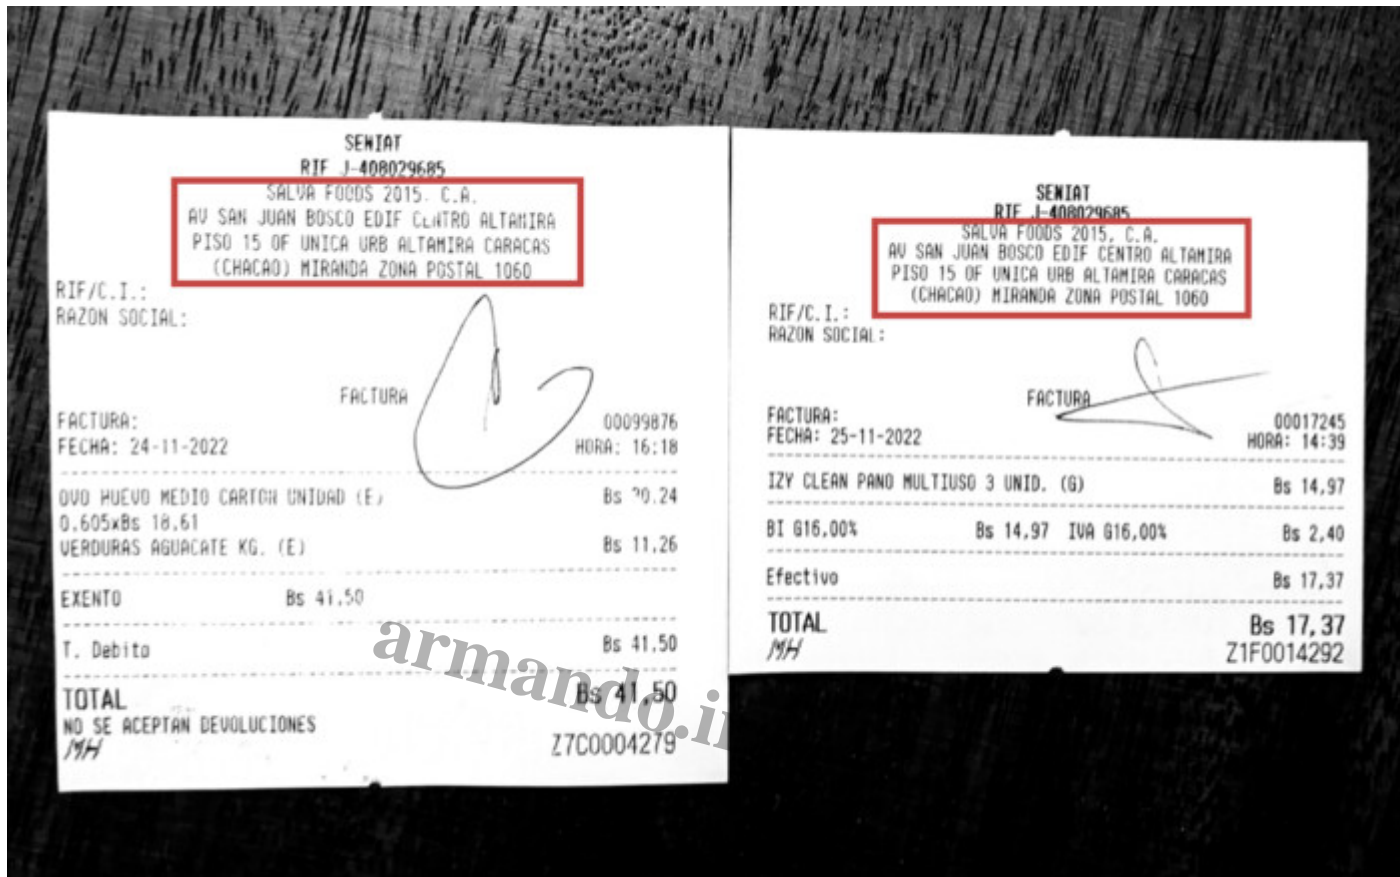 SENIAT
RIF J-408029685
SALVA FOODS 2015, C.A.
AV SAN JUAN BOSCO EDIF CENTRO ALTAMIRA
PISO 15 OF UNICA URB ALTAMIRA CARACAS
(CHACAO) MIRANDA ZONA POSTAL 1060
RIF/C.I.:
RAZON SOCIAL:
FACTURA
FACTURA: 00099876
FECHA: 24-11-2022 HORA: 16:18
OVO HUEVO MEDIO CARTON UNIDAD (E) Bs 30.24
0.605xBs 18.61
VERDURAS AGUACATE KG. (E) Bs 11,26
EXENTO Bs 41,50
T. Debito Bs 41,50
TOTAL Bs 41,50
NO SE ACEPTAN DEVOLUCIONES
MH Z7C0004279
armando.i
SENIAT
RIF J-408029685
SALVA FOODS 2015, C.A.
AV SAN JUAN BOSCO EDIF CENTRO ALTAMIRA
PISO 15 OF UNICA URB ALTAMIRA CARACAS
(CHACAO) MIRANDA ZONA POSTAL 1060
RIF/C.I.:
RAZON SOCIAL:
FACTURA
FACTURA: 00017245
FECHA: 25-11-2022 HORA: 14:39
IZY CLEAN PANO MULTIUSO 3 UNID. (G) Bs 14,97
BI G16,00% Bs 14,97 IVA G16,00% Bs 2,40
Efectivo Bs 17,37
TOTAL Bs 17,37
MH Z1F0014292